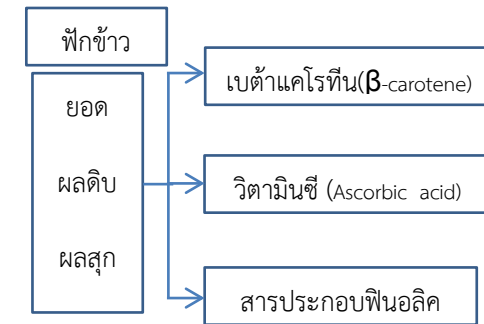 ฟักข้าว
ยอด
ผลดิบ
ผลสุก
เบต้าแคโรทีน(β-carotene)
วิตามินซี (Ascorbic acid)
สารประกอบฟินอลิค